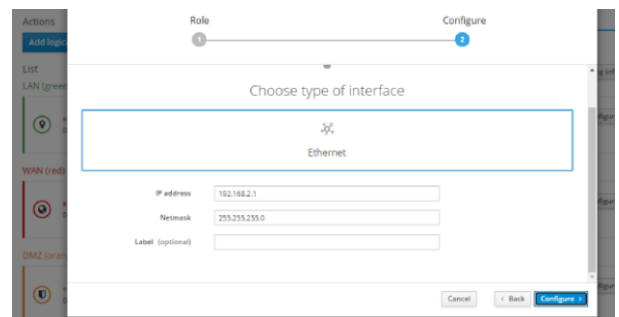 Actions
Role
Configure
1
2
Add logic
List
LAN (green
Choose type of interface
Ethernet
WAN (red)
IP address 192.168.2.1
Netmask 255.255.255.0
Label (optional)
DMZ (oran
Cancel
< Back
Configure >